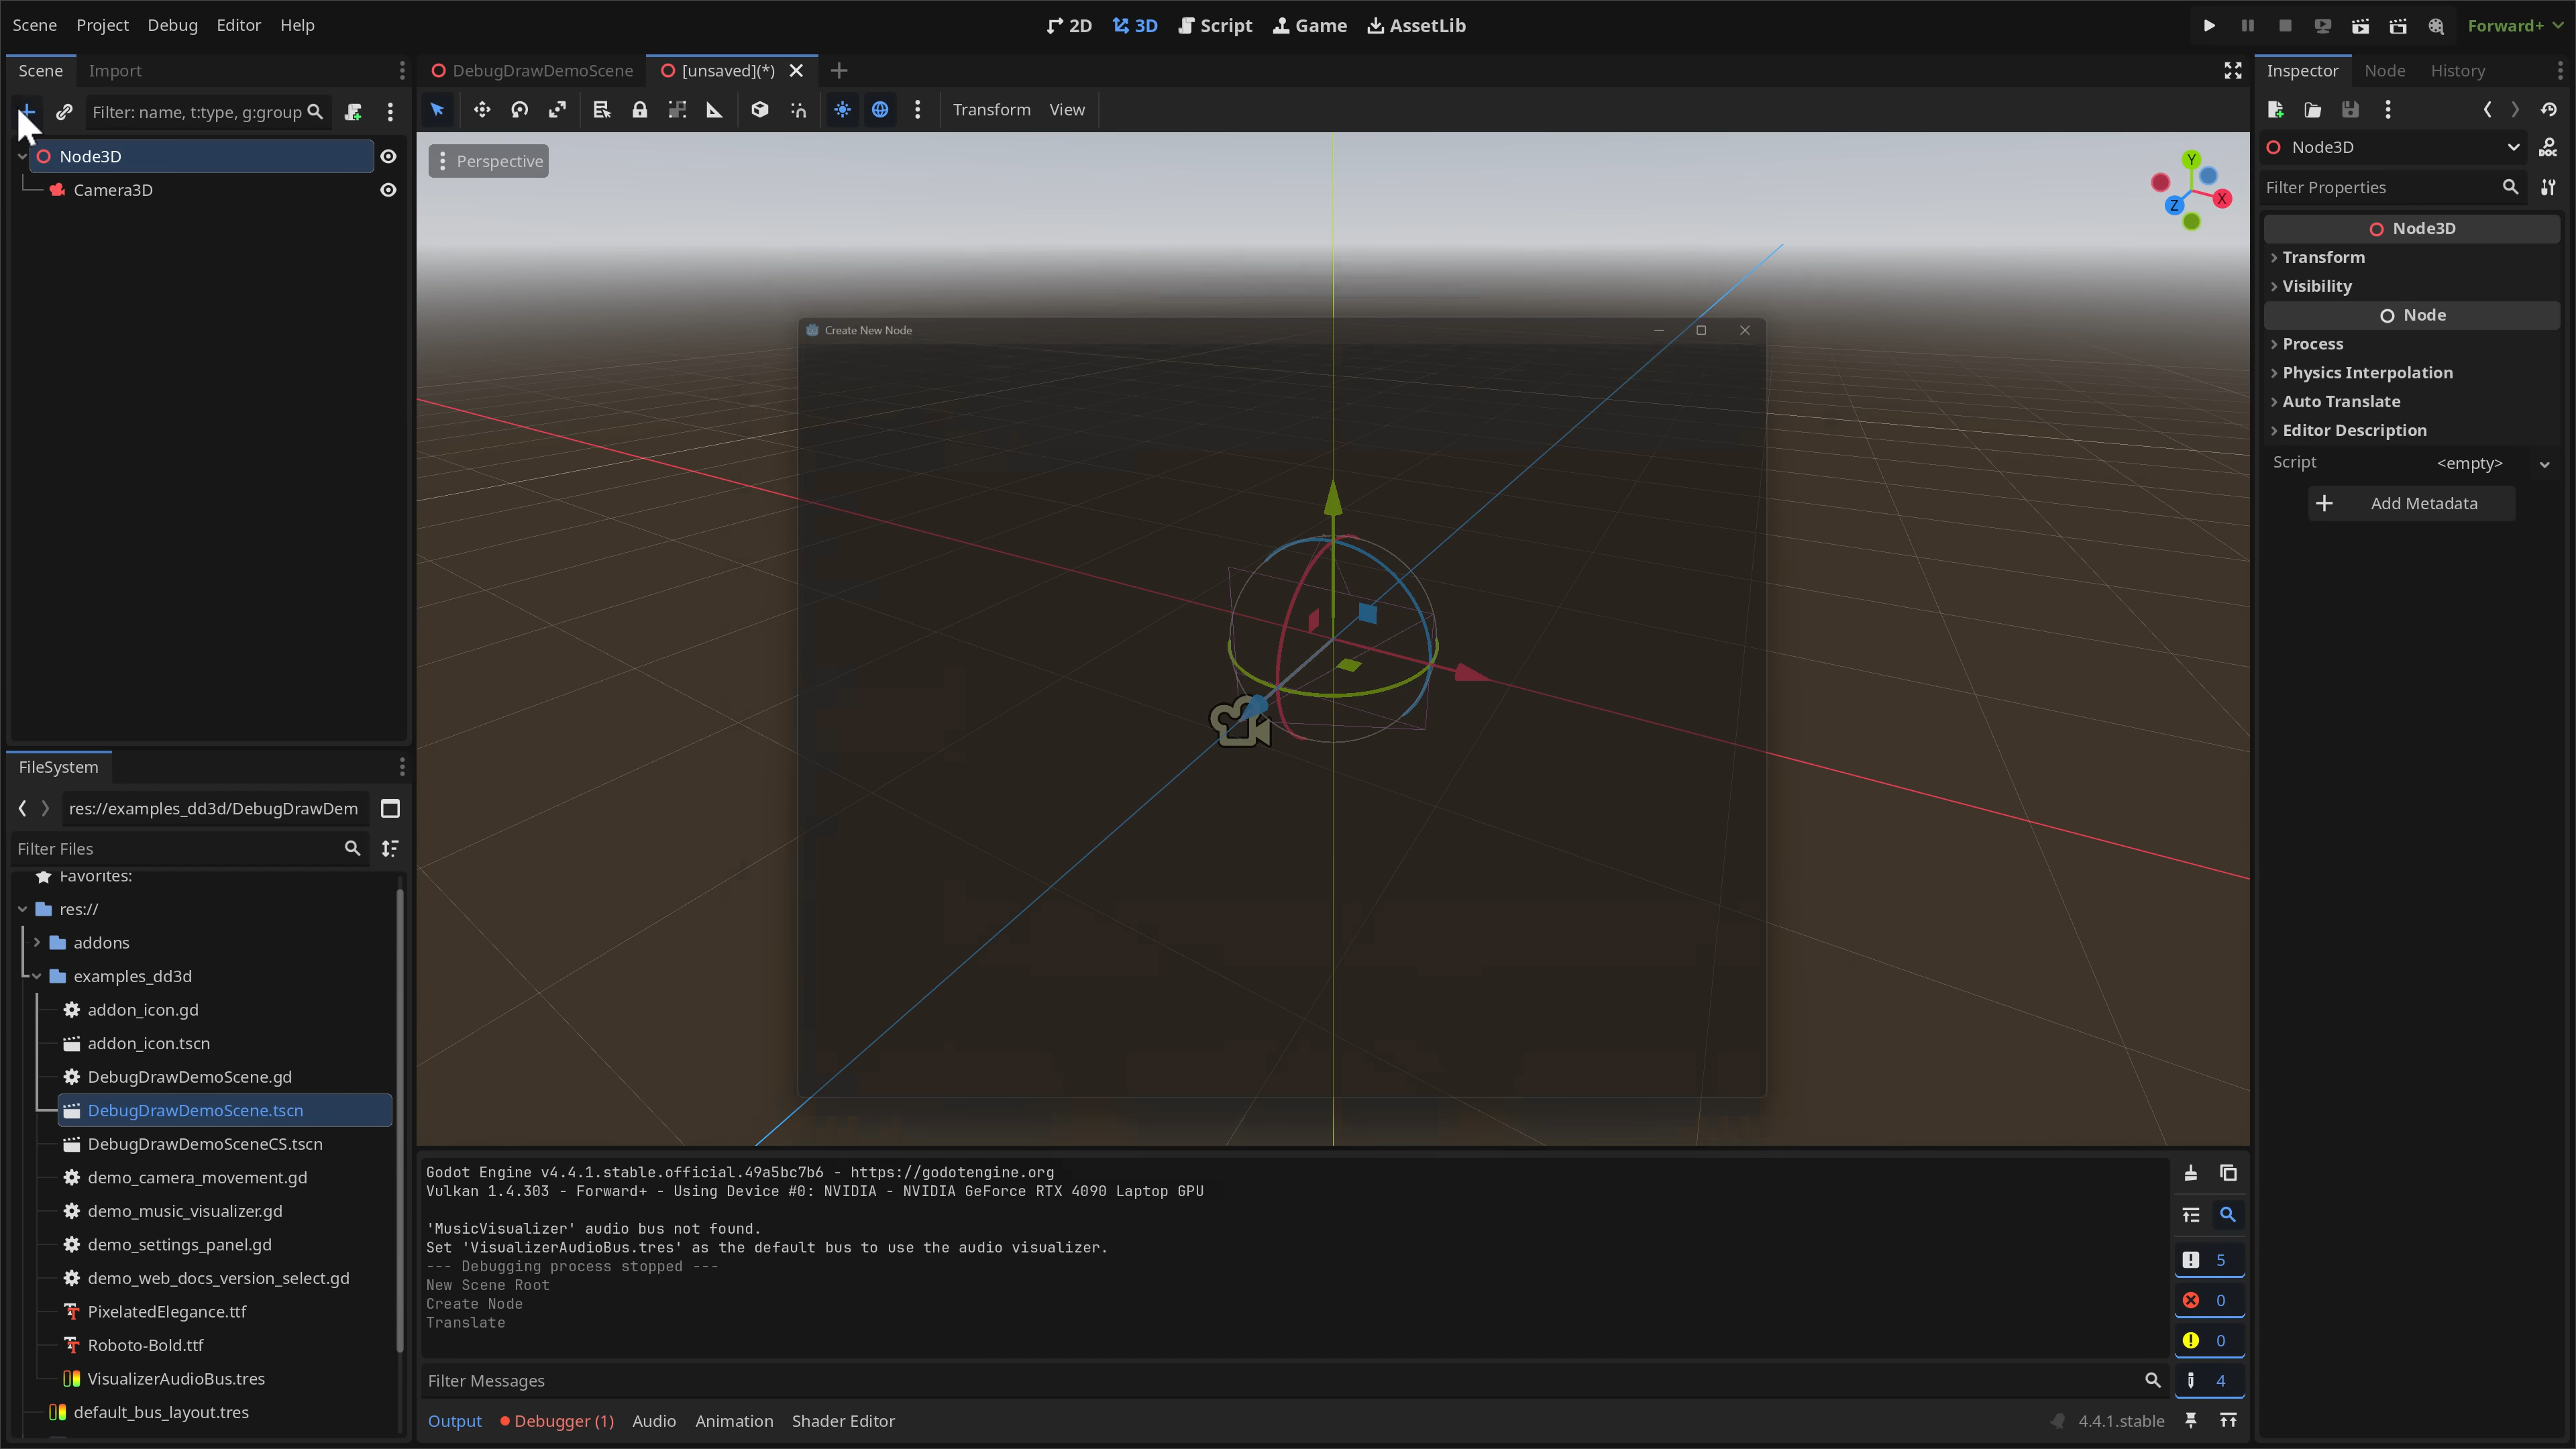 Scene Project Debug Editor Help
2D 3D Script Game AssetLib
Forward+
Scene Import
Filter: name, t:type, g:group
Node3D
Camera3D
DebugDrawDemoScene [unsaved](*)
Transform View
Perspective
Y
X
Z
Create New Node
Inspector Node History
Node3D
Filter Properties
Node3D
Transform
Visibility
Node
Process
Physics Interpolation
Auto Translate
Editor Description
Script <empty>
Add Metadata
FileSystem
res://examples_dd3d/DebugDrawDem
Filter Files
Favorites:
res://
addons
examples_dd3d
addon_icon.gd
addon_icon.tscn
DebugDrawDemoScene.gd
DebugDrawDemoScene.tscn
DebugDrawDemoSceneCS.tscn
demo_camera_movement.gd
demo_music_visualizer.gd
demo_settings_panel.gd
demo_web_docs_version_select.gd
PixelatedElegance.ttf
Roboto-Bold.ttf
VisualizerAudioBus.tres
default_bus_layout.tres
Godot Engine v4.4.1.stable.official.49a5bc7b6 - https://godotengine.org
Vulkan 1.4.303 - Forward+ - Using Device #0: NVIDIA - NVIDIA GeForce RTX 4090 Laptop GPU
'MusicVisualizer' audio bus not found.
Set 'VisualizerAudioBus.tres' as the default bus to use the audio visualizer.
--- Debugging process stopped ---
New Scene Root
Create Node
Translate
5
0
0
4
Filter Messages
Output Debugger (1) Audio Animation Shader Editor
4.4.1.stable